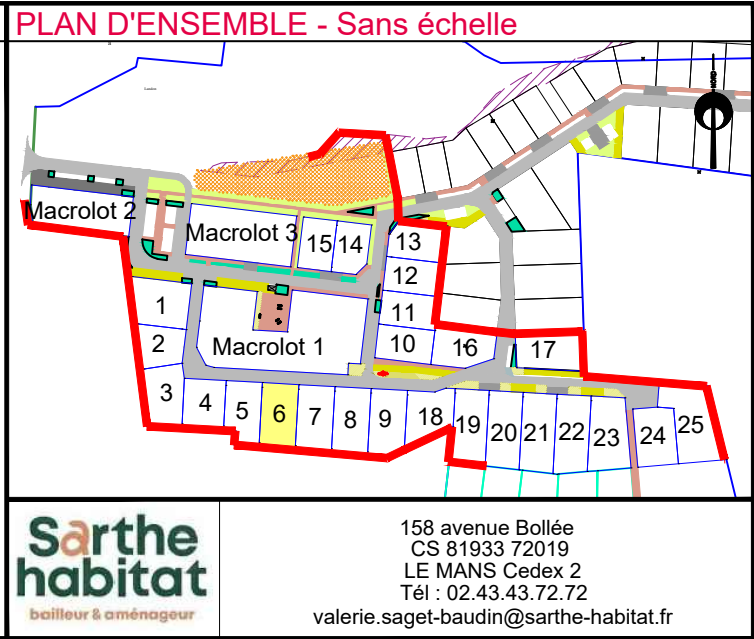 PLAN D'ENSEMBLE - Sans échelle
Macrolot 2
Macrolot 3
15
14
13
12
11
10
16
17
1
2
3
Macrolot 1
4
5
6
7
8
9
18
19
20
21
22
23
24
25
Sarthe
habitat
bailleur & aménageur
158 avenue Bollée
CS 81933 72019
LE MANS Cedex 2
Tél : 02.43.43.72.72
valerie.saget-baudin@sarthe-habitat.fr